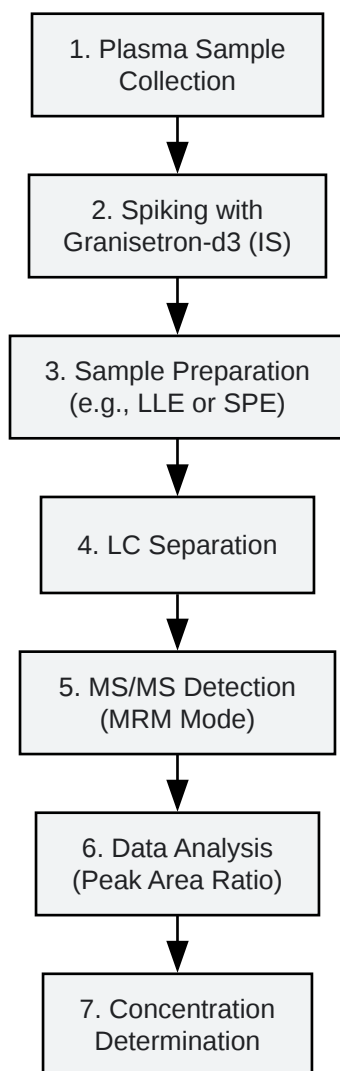 1. Plasma Sample
Collection
2. Spiking with
Granisetron-d3 (IS)
3. Sample Preparation
(e.g., LLE or SPE)
4. LC Separation
5. MS/MS Detection
(MRM Mode)
6. Data Analysis
(Peak Area Ratio)
7. Concentration
Determination